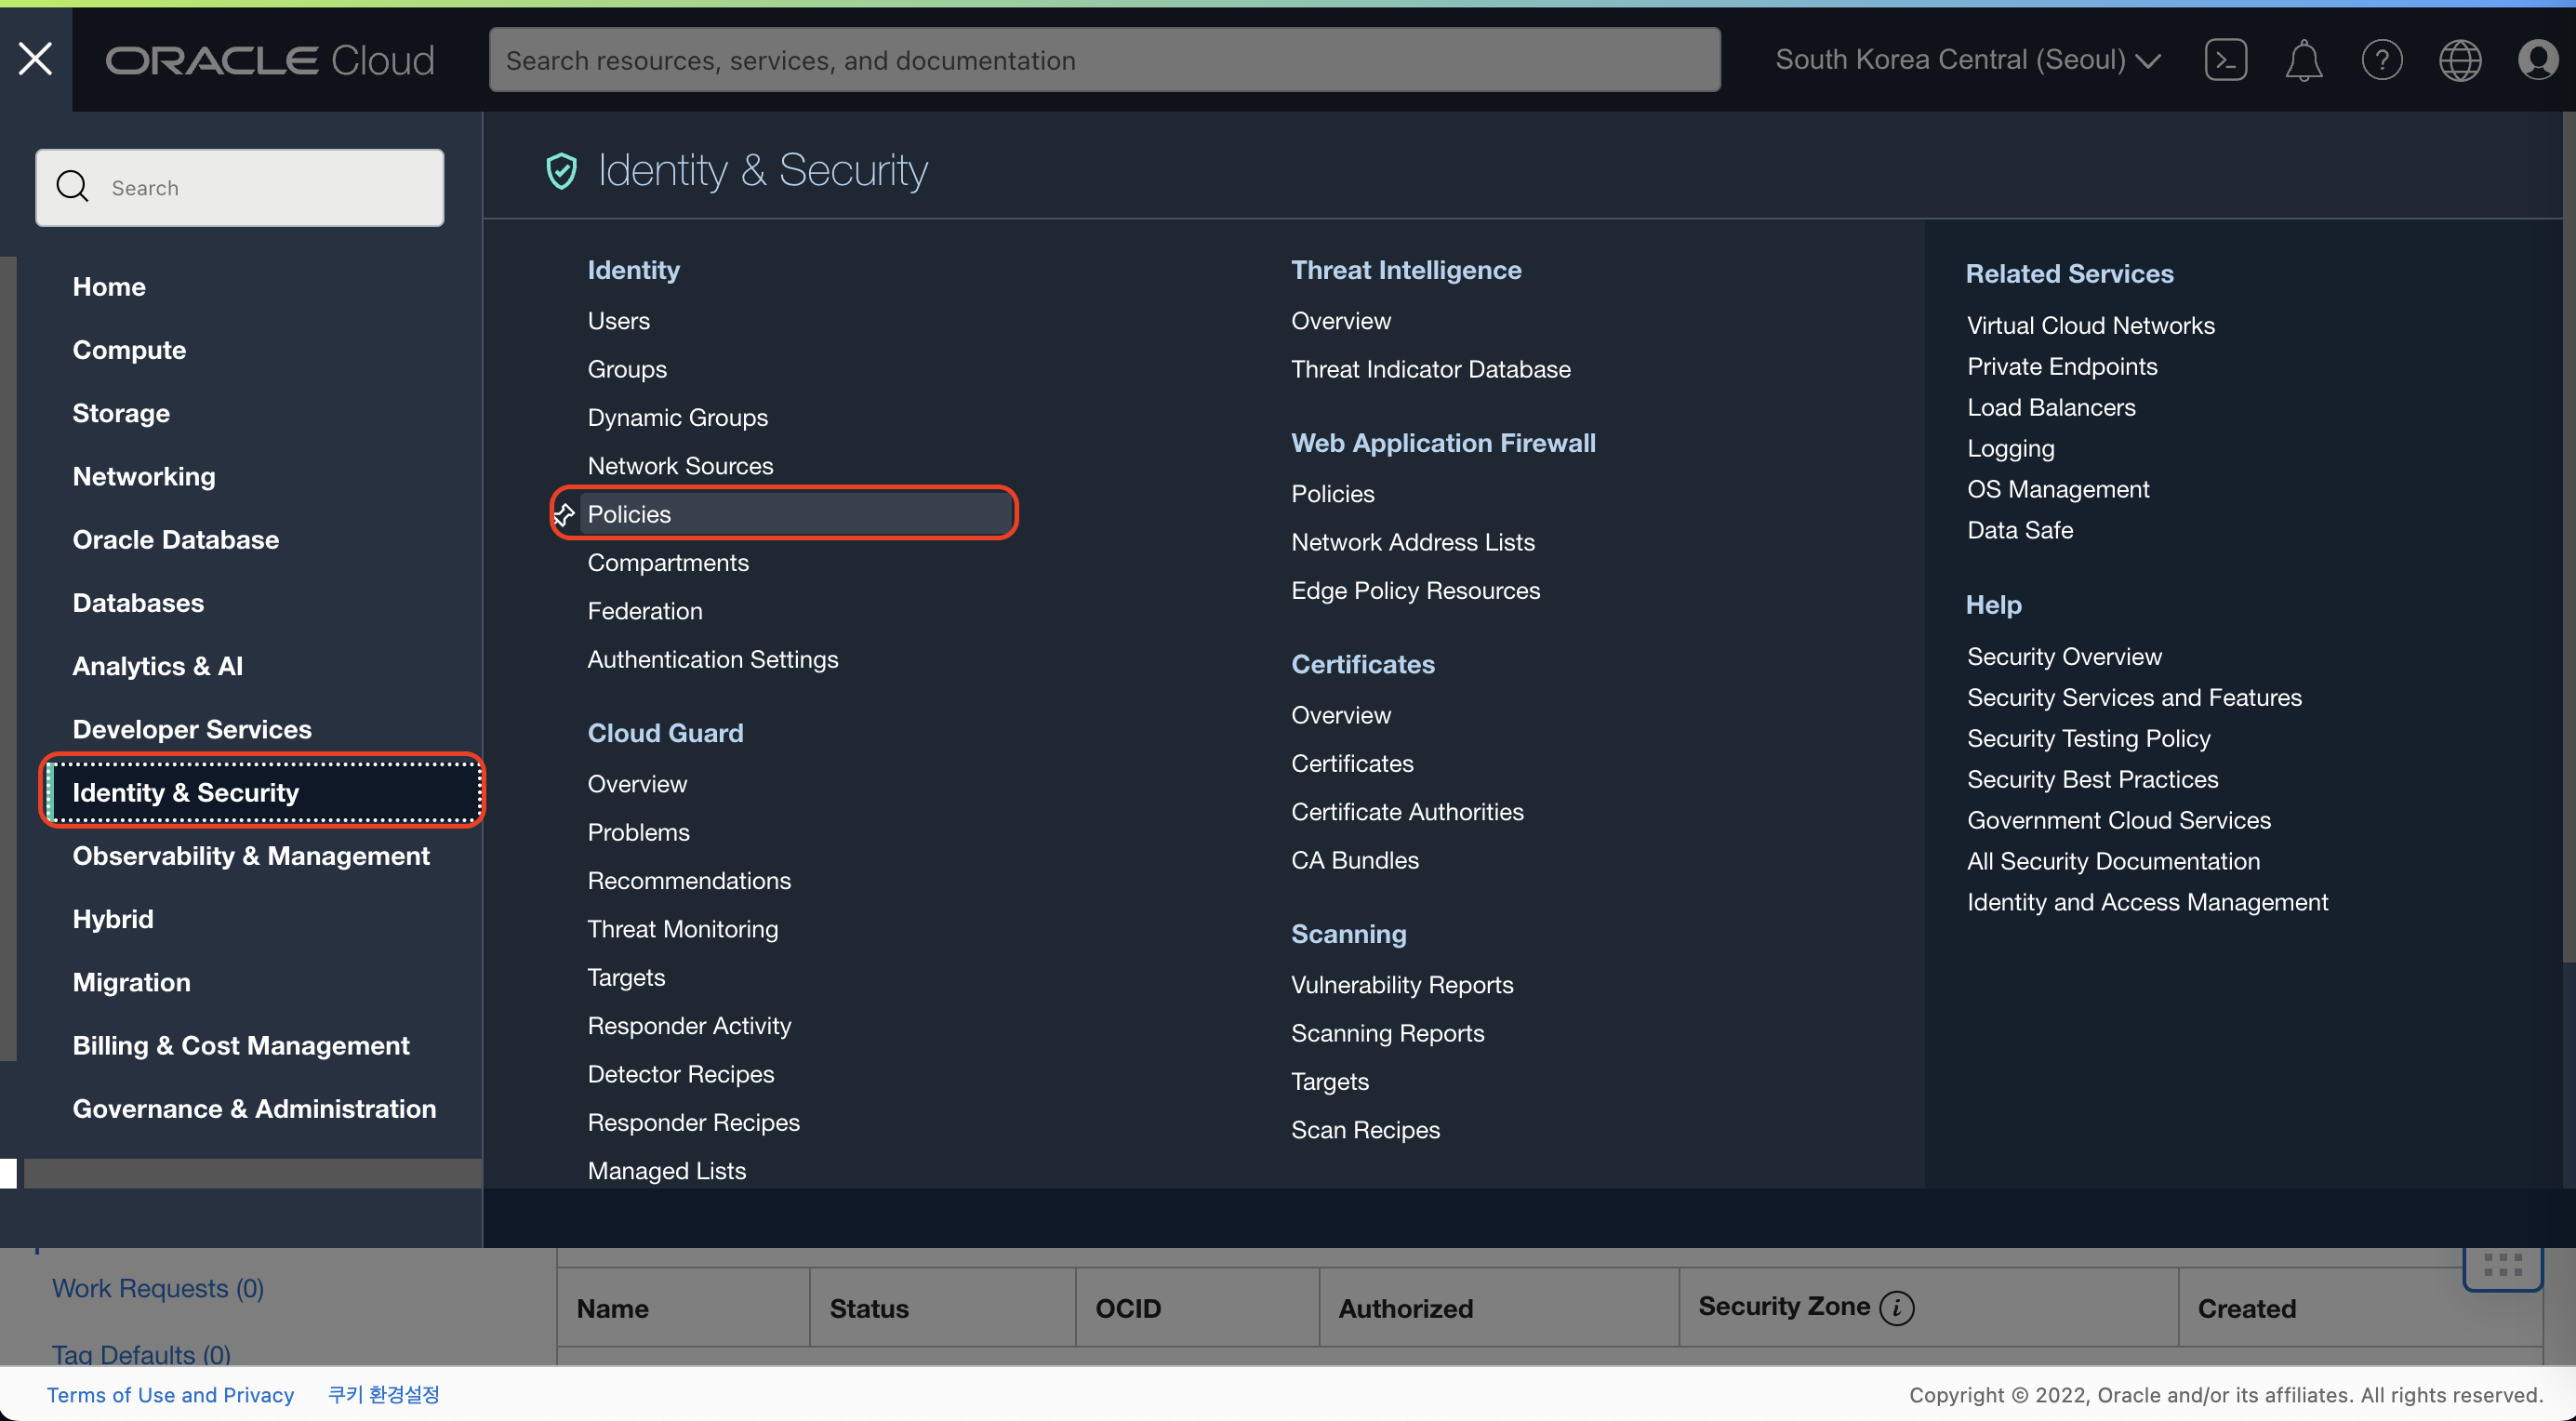 ORACLE Cloud
Search resources, services, and documentation
South Korea Central (Seoul)
Search
Home
Compute
Storage
Networking
Oracle Database
Databases
Analytics & AI
Developer Services
Identity & Security
Observability & Management
Hybrid
Migration
Billing & Cost Management
Governance & Administration
Identity & Security
Identity
Users
Groups
Dynamic Groups
Network Sources
Policies
Compartments
Federation
Authentication Settings
Cloud Guard
Overview
Problems
Recommendations
Threat Monitoring
Targets
Responder Activity
Detector Recipes
Responder Recipes
Managed Lists
Threat Intelligence
Overview
Threat Indicator Database
Web Application Firewall
Policies
Network Address Lists
Edge Policy Resources
Certificates
Overview
Certificates
Certificate Authorities
CA Bundles
Scanning
Vulnerability Reports
Scanning Reports
Targets
Scan Recipes
Related Services
Virtual Cloud Networks
Private Endpoints
Load Balancers
Logging
OS Management
Data Safe
Help
Security Overview
Security Services and Features
Security Testing Policy
Security Best Practices
Government Cloud Services
All Security Documentation
Identity and Access Management
Work Requests (0)
Tag Defaults (0)
Name Status OCID Authorized Security Zone i Created
Terms of Use and Privacy 쿠키 환경설정
Copyright © 2022, Oracle and/or its affiliates. All rights reserved.